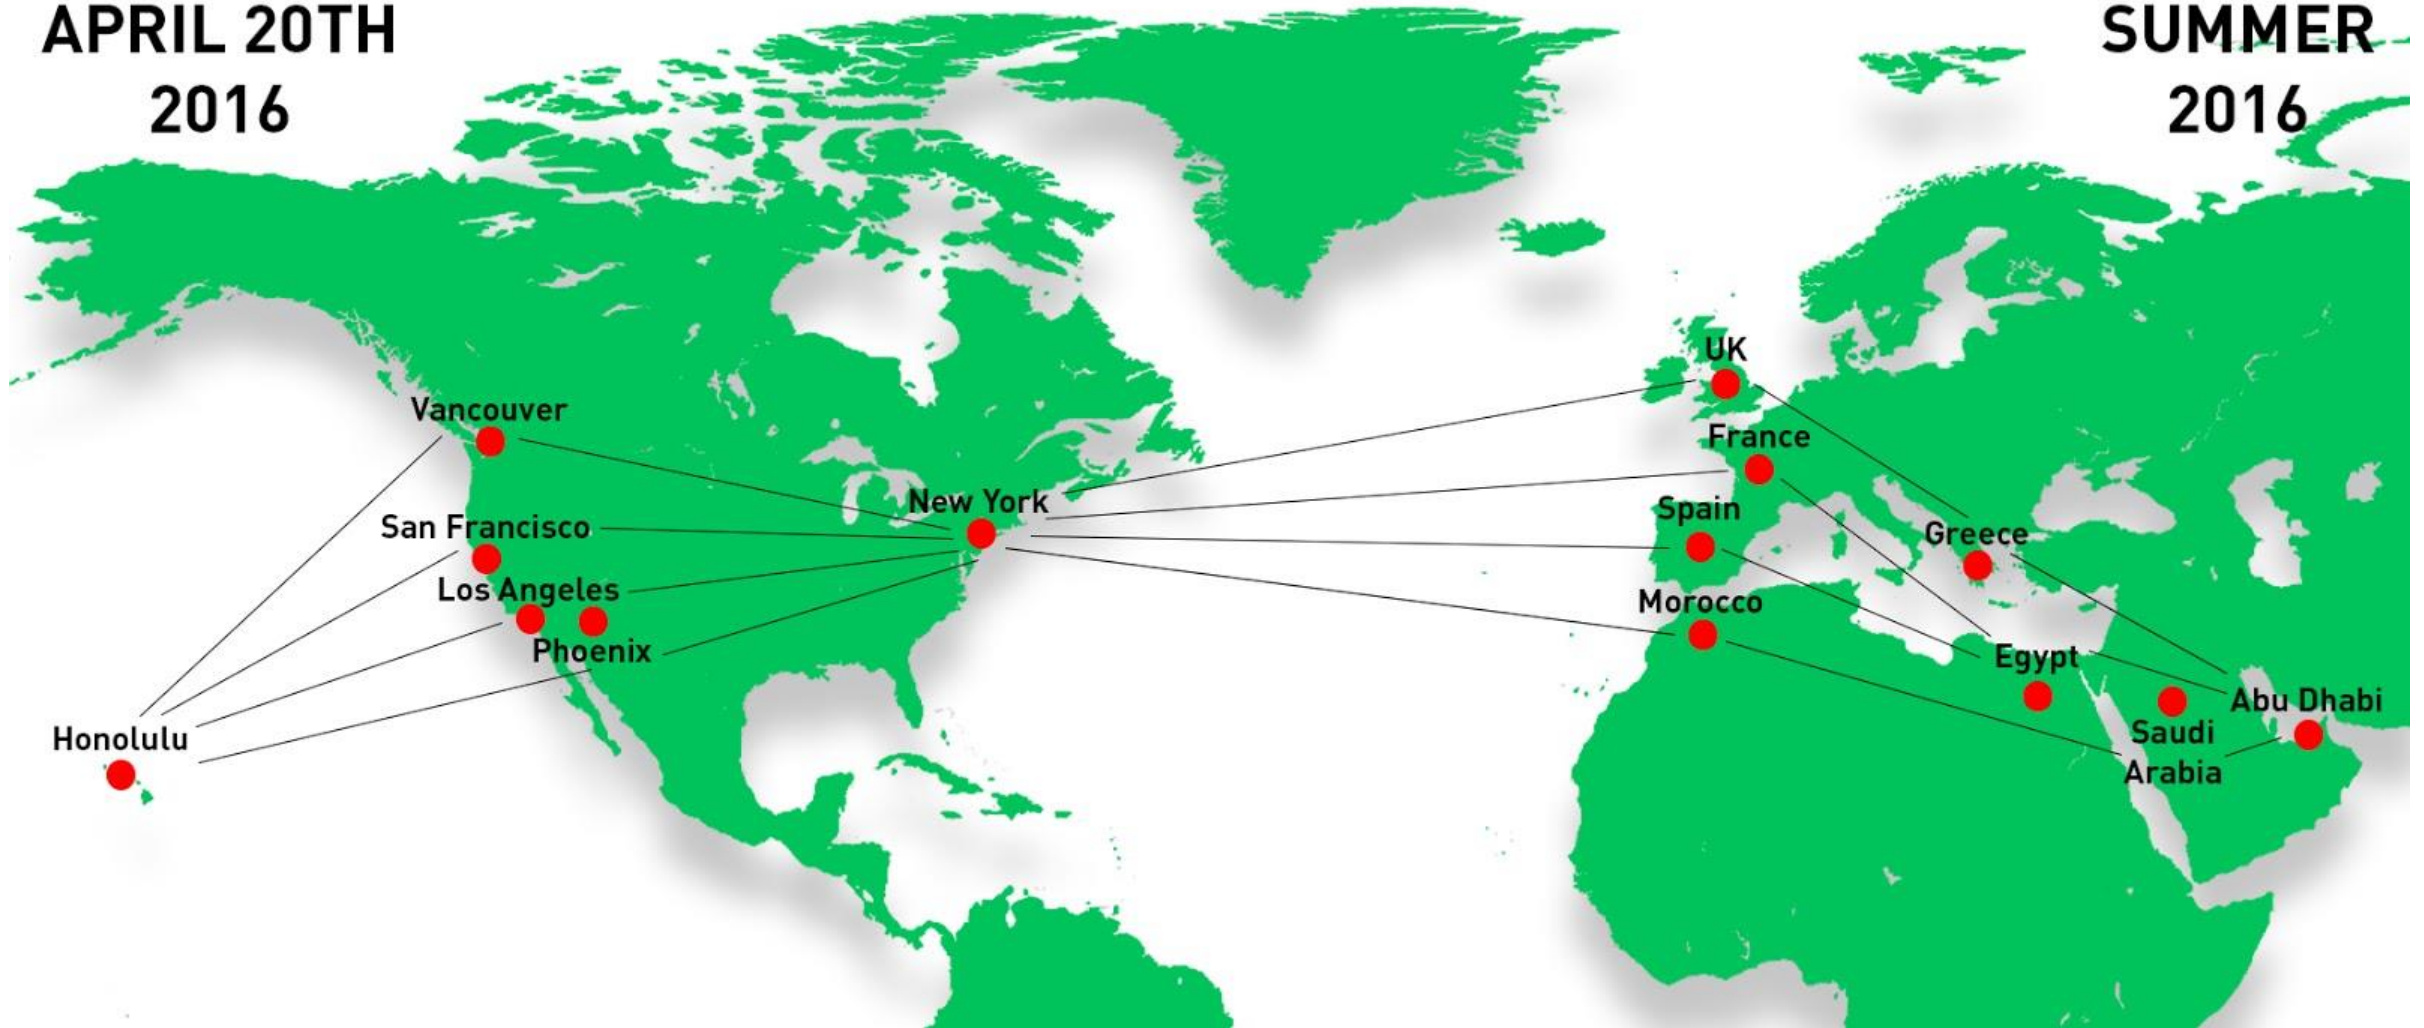 APRIL 20TH
2016
SUMMER
2016
UK
Vancouver
France
New York
Spain
San Francisco
Greece
Los Angeles
Morocco
Phoenix
Egypt
Abu Dhabi
Honolulu
Saudi
Arabia